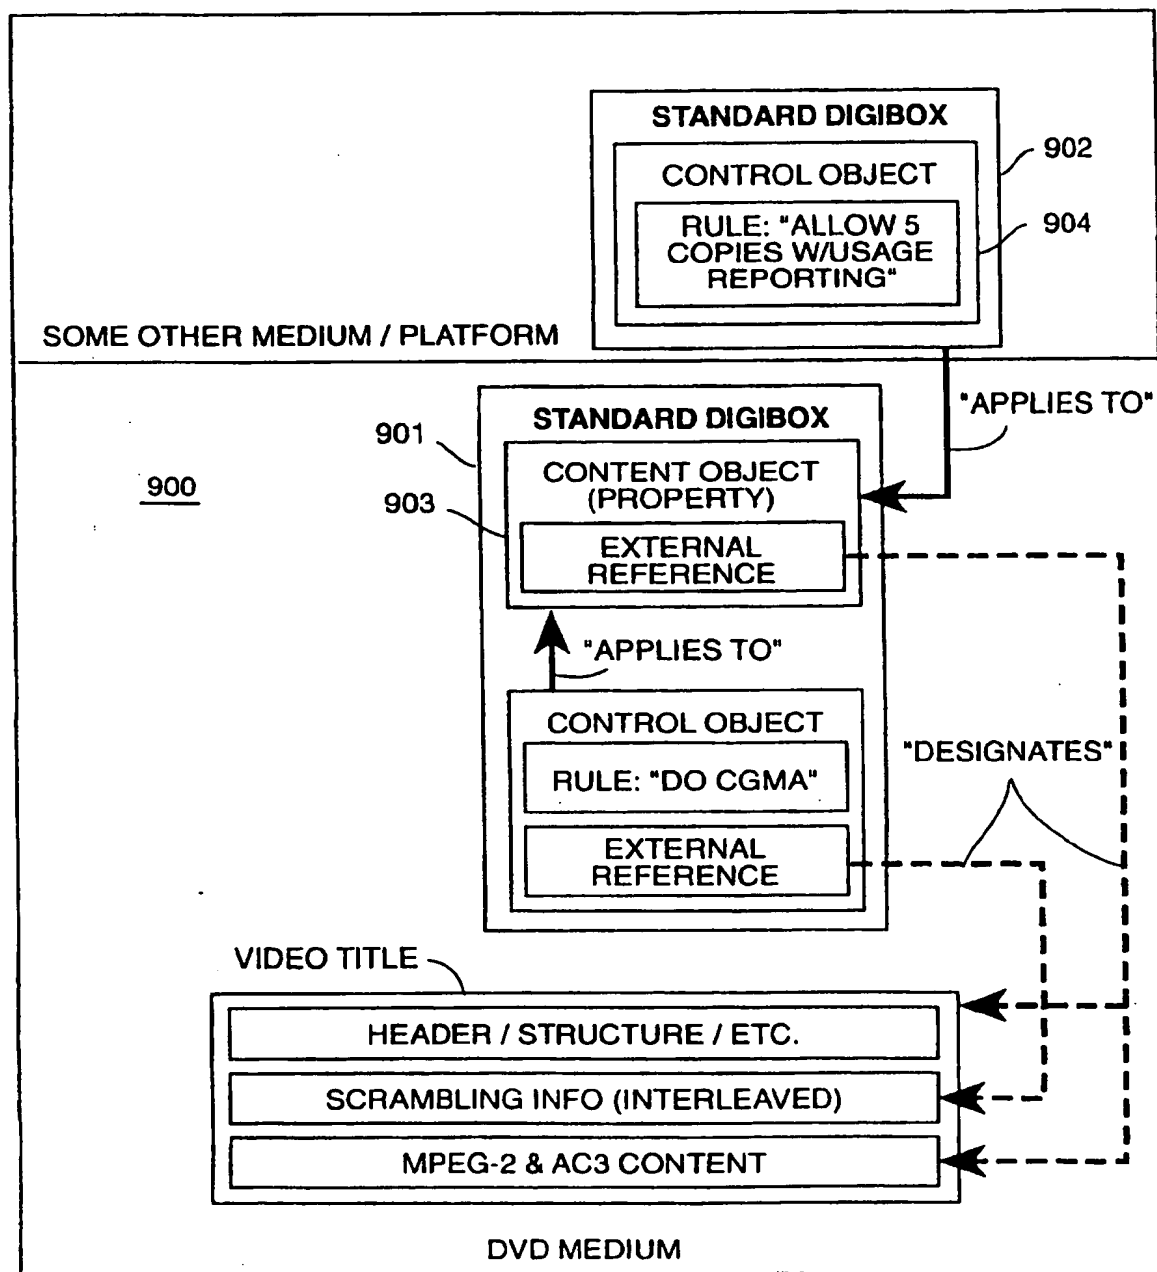 STANDARD DIGIBOX
902
CONTROL OBJECT
RULE: "ALLOW 5
COPIES W/USAGE
REPORTING"
904
SOME OTHER MEDIUM / PLATFORM
"APPLIES TO"
STANDARD DIGIBOX
901
CONTENT OBJECT
(PROPERTY)
900
903
EXTERNAL
REFERENCE
"APPLIES TO"
CONTROL OBJECT
"DESIGNATES"
RULE: "DO CGMA"
EXTERNAL
REFERENCE
VIDEO TITLE
HEADER / STRUCTURE / ETC.
SCRAMBLING INFO (INTERLEAVED)
MPEG-2 & AC3 CONTENT
DVD MEDIUM